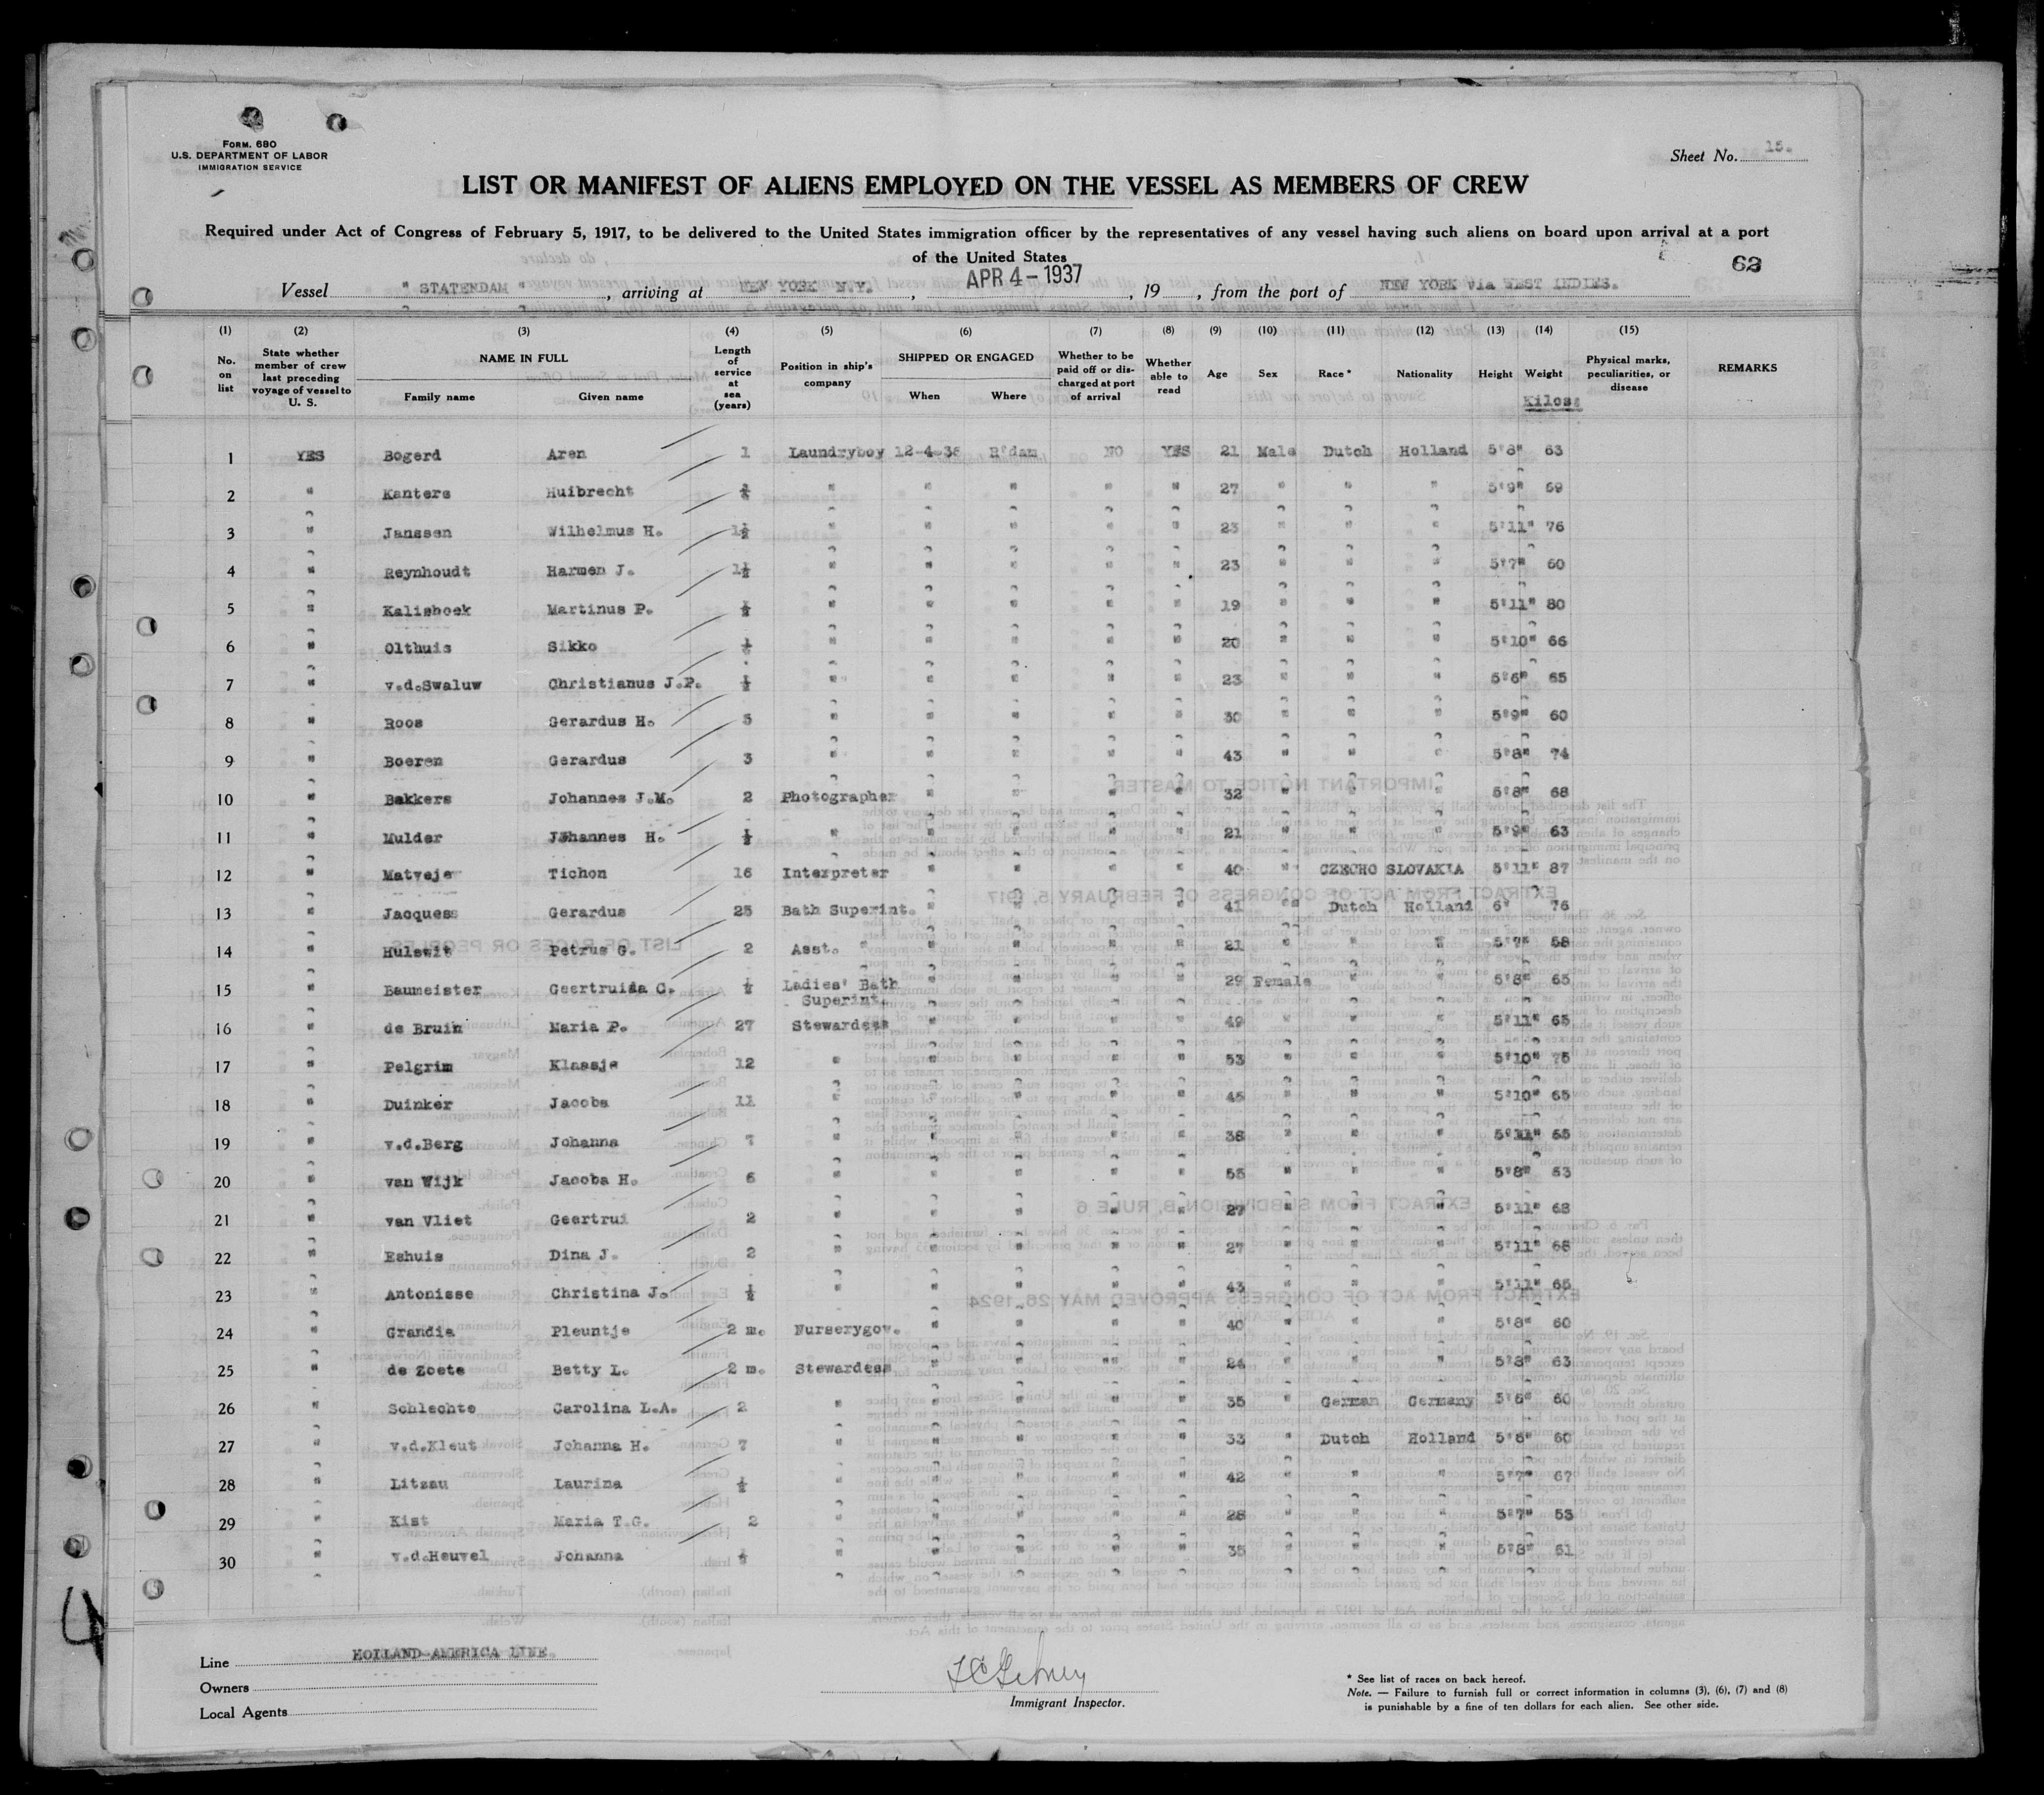 FORM. 680
U.S. DEPARTMENT OF LABOR
IMMIGRATION SERVICE
Sheet No. 15.
LIST OR MANIFEST OF ALIENS EMPLOYED ON THE VESSEL AS MEMBERS OF CREW
Required under Act of Congress of February 5, 1917, to be delivered to the United States immigration officer by the representatives of any vessel having such aliens on board upon arrival at a port
of the United States
62
Vessel " STATENDAM ", arriving at NEW YORK N.Y., APR 4 - 1937, 19 , from the port of NEW YORK via WEST INDIES.
(1) (2) (3) (4) (5) (6) (7) (8) (9) (10) (11) (12) (13) (14) (15)
No. on list | State whether member of crew last preceding voyage of vessel to U. S. | NAME IN FULL Family name Given name | Length of service at sea (years) | Position in ship's company | SHIPPED OR ENGAGED When Where | Whether to be paid off or discharged at port of arrival | Whether able to read | Age | Sex | Race* | Nationality | Height | Weight Kilos | Physical marks, peculiarities, or disease | REMARKS
1 YES Bogerd Aren 1 Laundryboy 12-4-36 R'dam NO YES 21 Male Dutch Holland 5'8" 63
2 " Kanters Huibrecht " " " " " 27 " " " 5'9" 69
3 " Janssen Wilhelmus H. 1½ " " " " " 23 " " " 5'11" 76
4 " Reynhoudt Harmen J. 1½ " " " " " 23 " " " 5'7" 60
5 " Kalishoek Martinus P. ½ " " " " " 19 " " " 5'11" 80
6 " Olthuis Sikko ½ " " " " " 20 " " " 5'10" 66
7 " v.d.Swaluw Christianus J.P. ½ " " " " " 23 " " " 5'6" 65
8 " Roos Gerardus H. 5 " " " " " 30 " " " 5'9" 60
9 " Boeren Gerardus 3 " " " " " 43 " " " 5'8" 74
10 " Bakkers Johannes J.M. 2 Photographer " " " " 32 " " " 5'8" 68
11 " Mulder Johannes H. ½ " " " " " 21 " " " 5'9" 63
12 " Matveje Tichon 16 Interpreter " " " " 40 " CZECHO SLOVAKIA 5'11" 87
13 " Jacquess Gerardus 25 Bath Superint. " " " " 41 " Dutch Holland 6' 76
14 " Hulswit Petrus G. 2 Asst. " " " " " 21 " " " 5'7" 58
15 " Baumeister Geertruida C. ½ Ladies' Bath Superint. " " " " 29 Female " " 5'8" 65
16 " de Bruin Maria P. 27 Stewardess " " " " 49 " " " 5'11" 65
17 " Pelgrim Klaasje 12 " " " " " 53 " " " 5'10" 75
18 " Duinker Jacoba 11 " " " " " 45 " " " 5'10" 65
19 " v.d.Berg Johanna 7 " " " " " 38 " " " 5'11" 65
20 " van Wijk Jacoba H. 6 " " " " " 55 " " " 5'8" 53
21 " van Vliet Geertrui 2 " " " " " 27 " " " 5'11" 68
22 " Eshuis Dina J. 2 " " " " " 27 " " " 5'11" 68
23 " Antonisse Christina J. ½ " " " " " 43 " " " 5'11" 65
24 " Grandia Pleuntje 2 m. Nurserygov. " " " " 40 " " " 5'8" 60
25 " de Zoete Betty L. 2 m. Stewardess " " " " 24 " " " 5'8" 63
26 " Schlechte Carolina L.A. 2 " " " " " 35 " German Germany 5'6" 60
27 " v.d.Kleut Johanna H. 7 " " " " " 33 " Dutch Holland 5'6" 60
28 " Litzau Laurina ½ " " " " " 42 " " " 5'7" 67
29 " Kist Maria T.G. 2 " " " " " 28 " " " 5'7" 53
30 " v.d.Heuvel Johanna ½ " " " " " 35 " " " 5'8" 61
4
Line HOLLAND-AMERICA LINE.
Owners
Local Agents
Immigrant Inspector.
* See list of races on back hereof.
Note. — Failure to furnish full or correct information in columns (3), (6), (7) and (8)
is punishable by a fine of ten dollars for each alien. See other side.